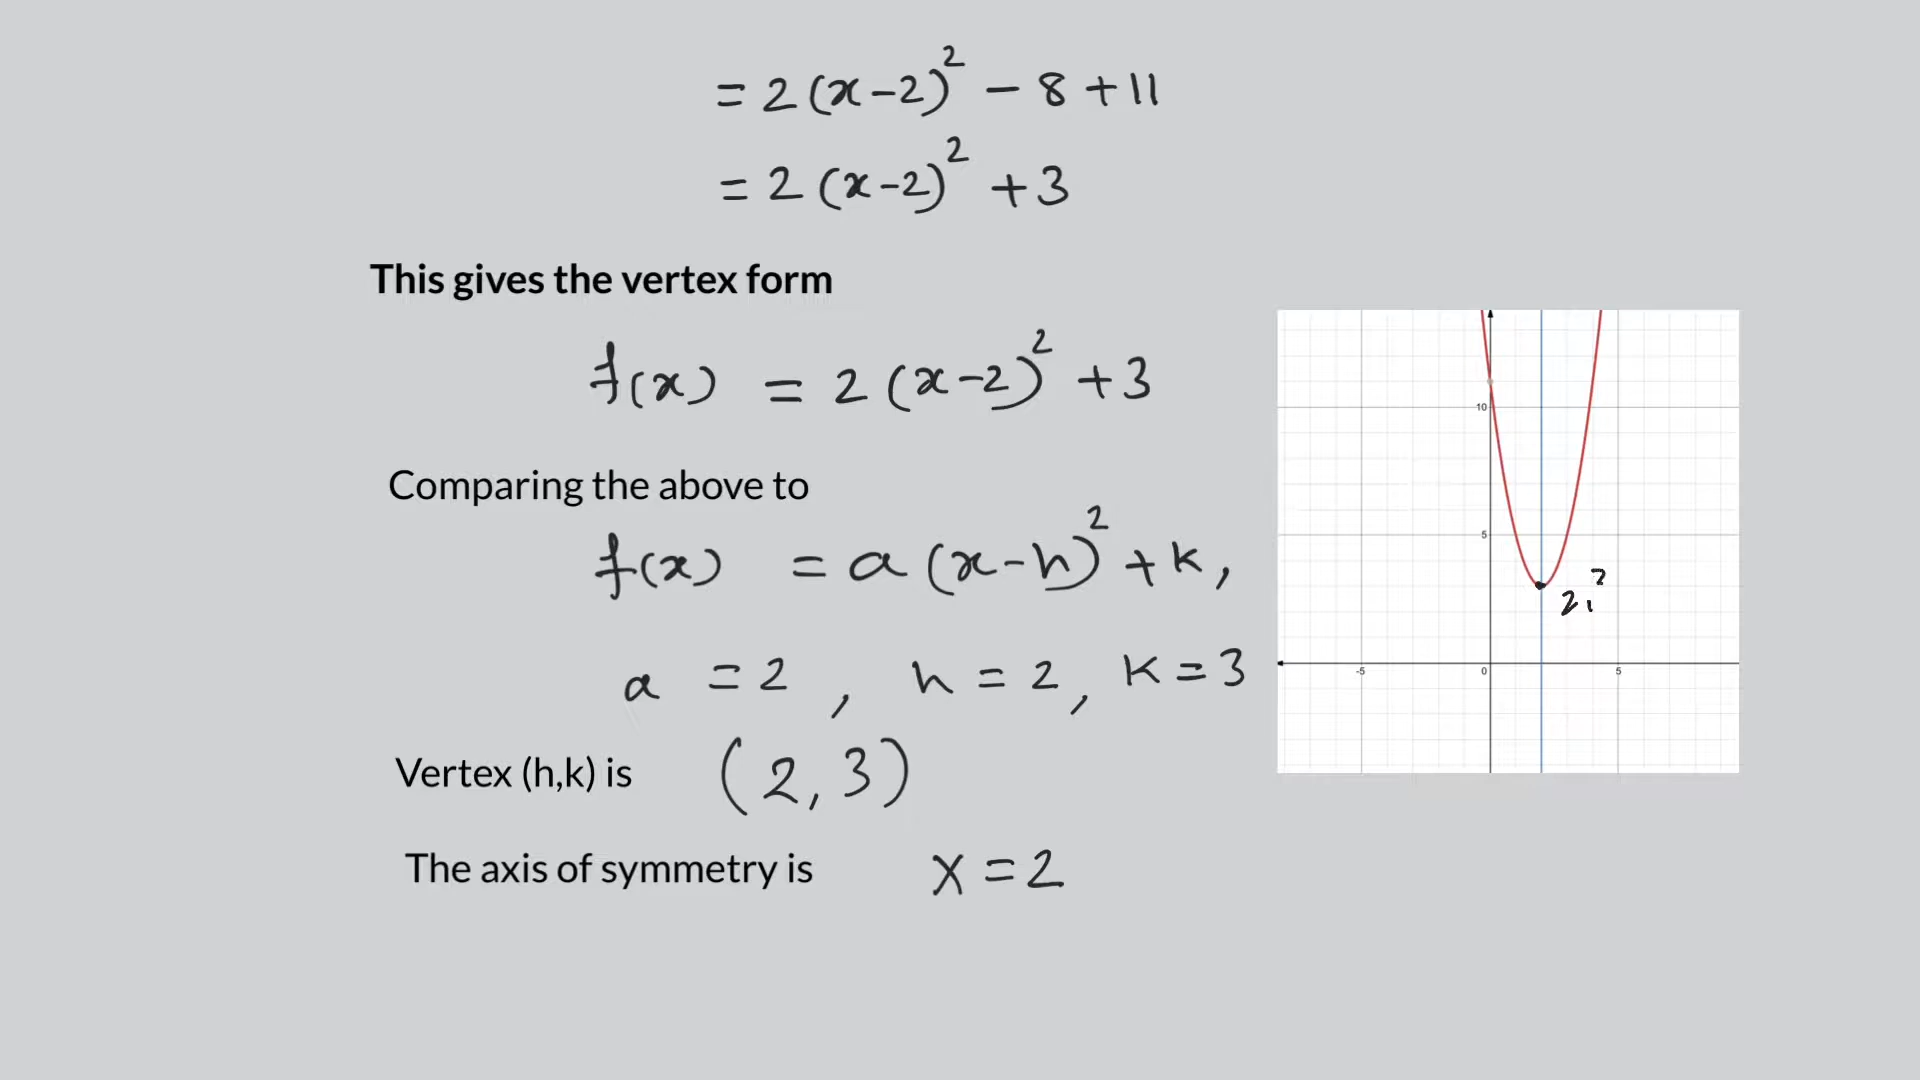 = 2(x-2)² - 8 + 11
= 2(x-2)² + 3
This gives the vertex form
f(x) = 2(x-2)² + 3
Comparing the above to
f(x) = a(x-h)² + k,
a = 2, h = 2, k = 3
Vertex (h,k) is (2,3)
The axis of symmetry is x = 2
10
5
-5 0 5